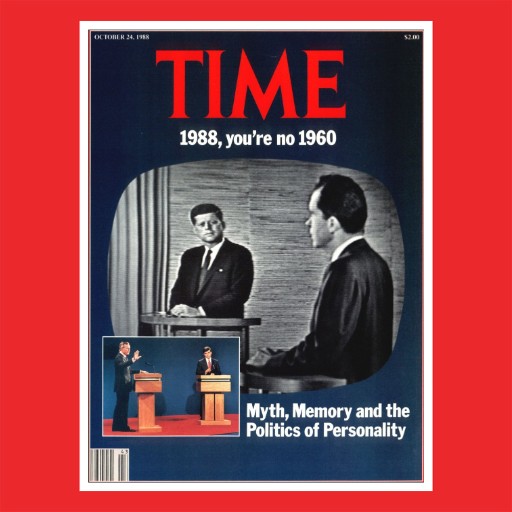 OCTOBER 24, 1988
$2.00
TIME
1988, you're no 1960
Myth, Memory and the
Politics of Personality